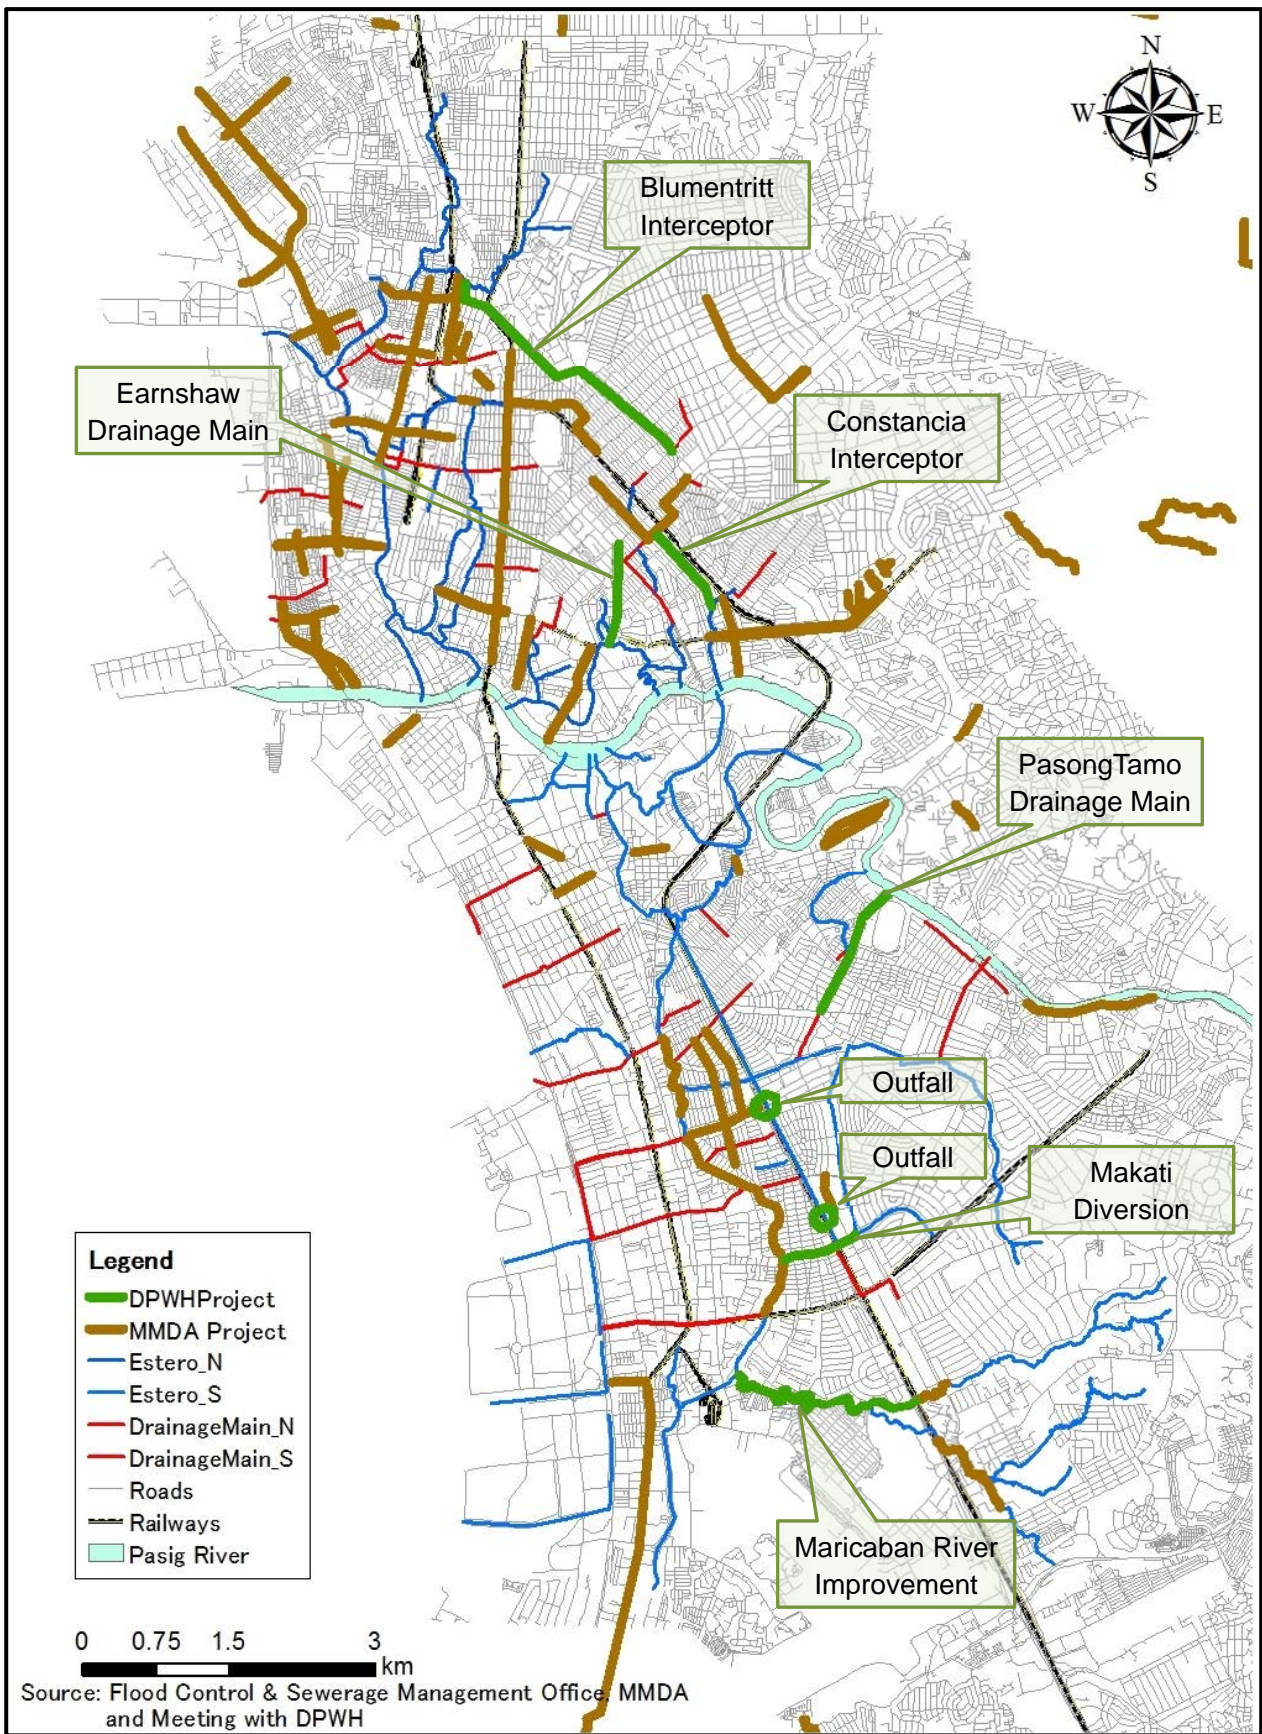 N
W E
S
Blumentritt
Interceptor
Earnshaw
Drainage Main
Constancia
Interceptor
PasongTamo
Drainage Main
Outfall
Outfall
Makati
Diversion
Legend
DPWHProject
MMDA Project
Estero_N
Estero_S
DrainageMain_N
DrainageMain_S
Roads
Railways
Pasig River
Maricaban River
Improvement
0 0.75 1.5 3
km
Source: Flood Control & Sewerage Management Office, MMDA
and Meeting with DPWH